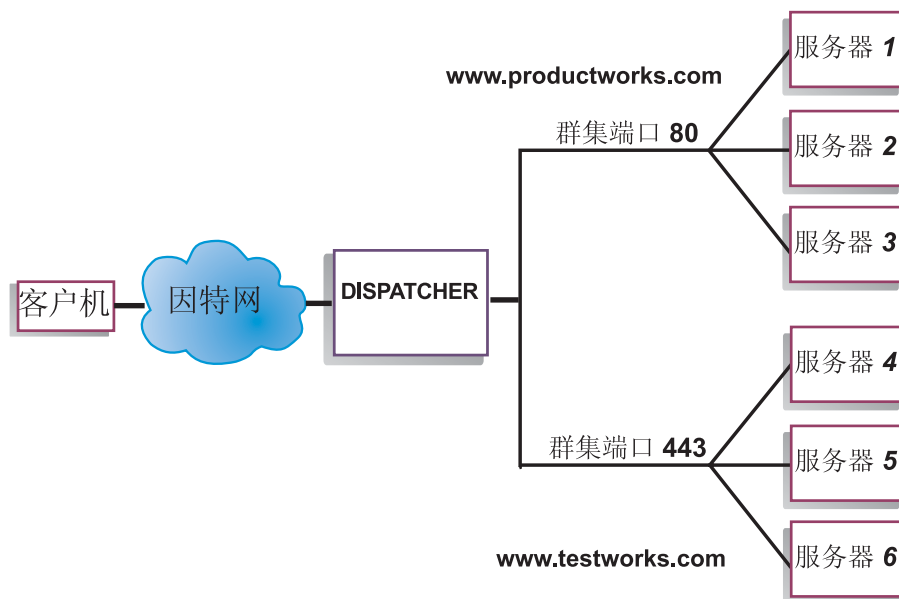 www.productworks.com
群集端口 80
服务器 1
服务器 2
服务器 3
客户机
因特网
DISPATCHER
服务器 4
群集端口 443
服务器 5
服务器 6
www.testworks.com